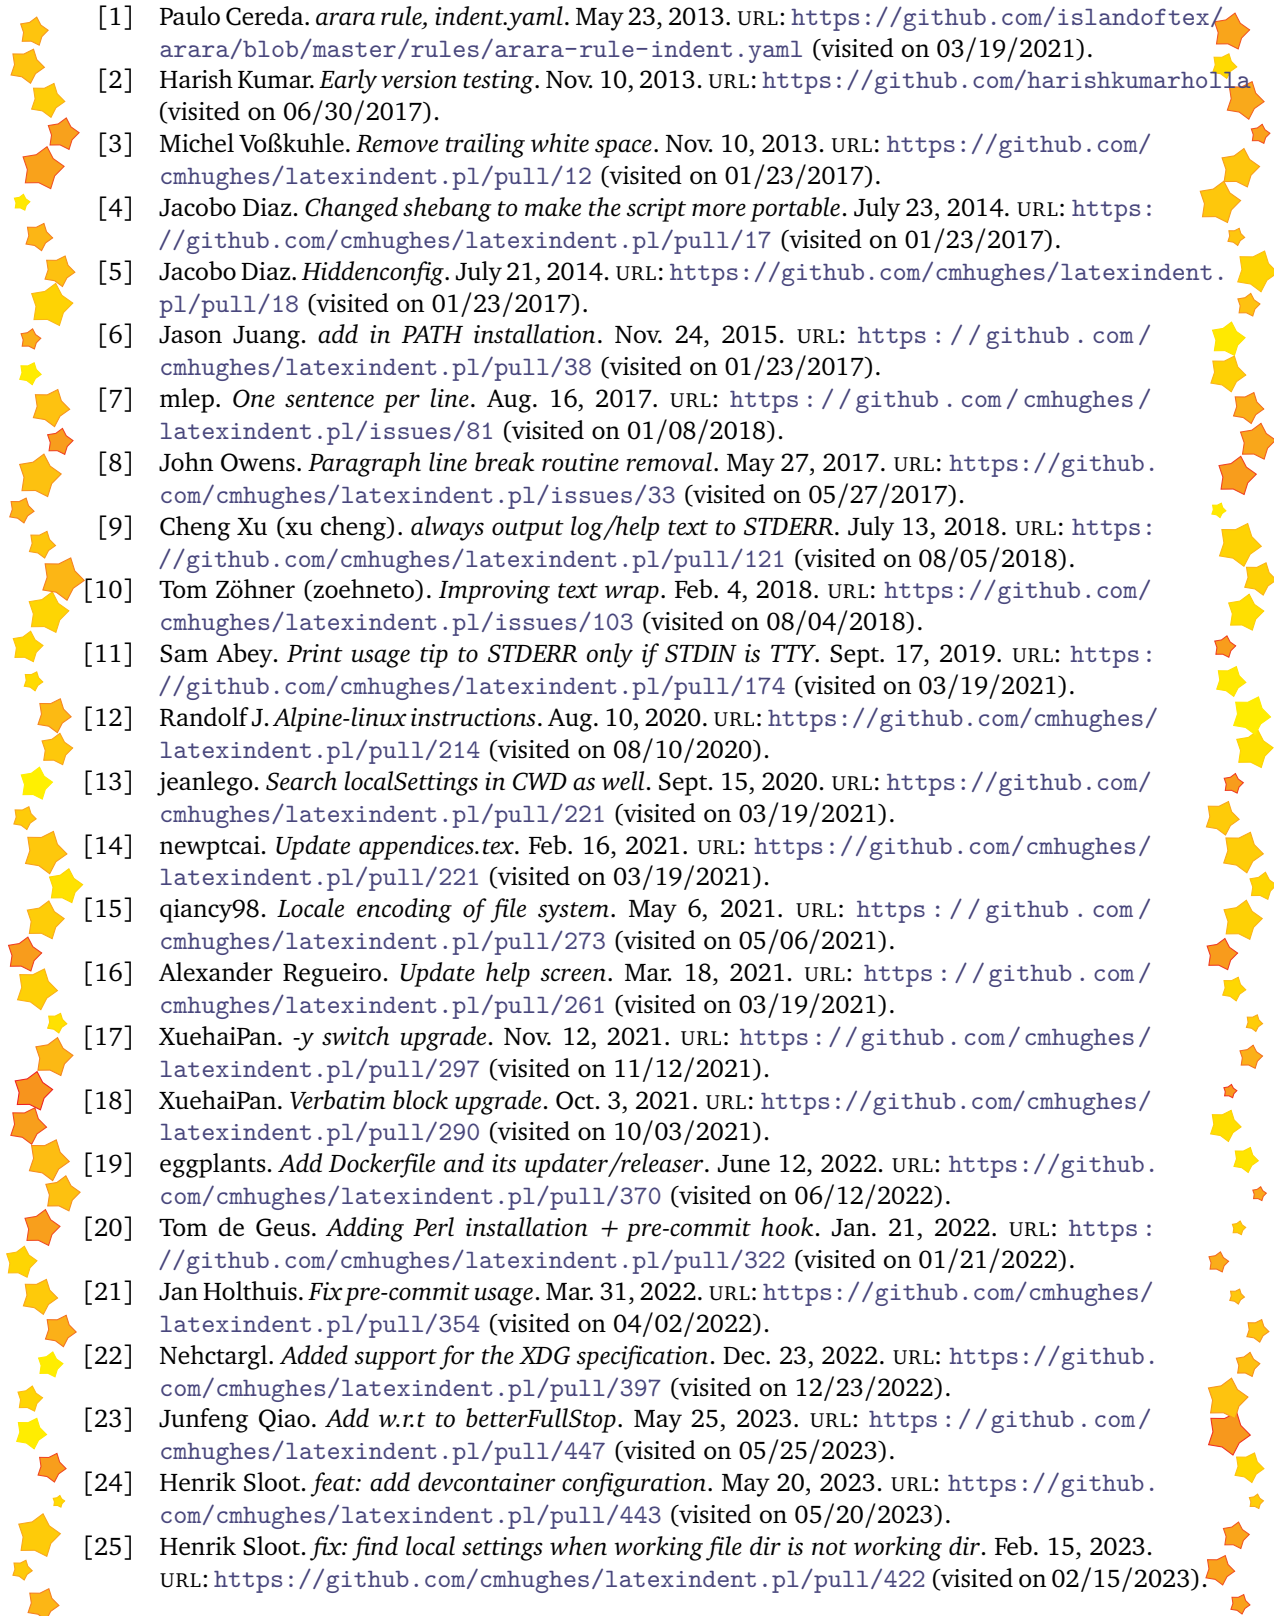 [1] Paulo Cereda. arara rule, indent.yaml. May 23, 2013. URL: https://github.com/islandoftex/
arara/blob/master/rules/arara-rule-indent.yaml (visited on 03/19/2021).
[2] Harish Kumar. Early version testing. Nov. 10, 2013. URL: https://github.com/harishkumarholla
(visited on 06/30/2017).
[3] Michel Voßkuhle. Remove trailing white space. Nov. 10, 2013. URL: https://github.com/
cmhughes/latexindent.pl/pull/12 (visited on 01/23/2017).
[4] Jacobo Diaz. Changed shebang to make the script more portable. July 23, 2014. URL: https:
//github.com/cmhughes/latexindent.pl/pull/17 (visited on 01/23/2017).
[5] Jacobo Diaz. Hiddenconfig. July 21, 2014. URL: https://github.com/cmhughes/latexindent.
pl/pull/18 (visited on 01/23/2017).
[6] Jason Juang. add in PATH installation. Nov. 24, 2015. URL: https://github.com/
cmhughes/latexindent.pl/pull/38 (visited on 01/23/2017).
[7] mlep. One sentence per line. Aug. 16, 2017. URL: https://github.com/cmhughes/
latexindent.pl/issues/81 (visited on 01/08/2018).
[8] John Owens. Paragraph line break routine removal. May 27, 2017. URL: https://github.
com/cmhughes/latexindent.pl/issues/33 (visited on 05/27/2017).
[9] Cheng Xu (xu cheng). always output log/help text to STDERR. July 13, 2018. URL: https:
//github.com/cmhughes/latexindent.pl/pull/121 (visited on 08/05/2018).
[10] Tom Zöhner (zoehneto). Improving text wrap. Feb. 4, 2018. URL: https://github.com/
cmhughes/latexindent.pl/issues/103 (visited on 08/04/2018).
[11] Sam Abey. Print usage tip to STDERR only if STDIN is TTY. Sept. 17, 2019. URL: https:
//github.com/cmhughes/latexindent.pl/pull/174 (visited on 03/19/2021).
[12] Randolf J. Alpine-linux instructions. Aug. 10, 2020. URL: https://github.com/cmhughes/
latexindent.pl/pull/214 (visited on 08/10/2020).
[13] jeanlego. Search localSettings in CWD as well. Sept. 15, 2020. URL: https://github.com/
cmhughes/latexindent.pl/pull/221 (visited on 03/19/2021).
[14] newptcai. Update appendices.tex. Feb. 16, 2021. URL: https://github.com/cmhughes/
latexindent.pl/pull/221 (visited on 03/19/2021).
[15] qiancy98. Locale encoding of file system. May 6, 2021. URL: https://github.com/
cmhughes/latexindent.pl/pull/273 (visited on 05/06/2021).
[16] Alexander Regueiro. Update help screen. Mar. 18, 2021. URL: https://github.com/
cmhughes/latexindent.pl/pull/261 (visited on 03/19/2021).
[17] XuehaiPan. -y switch upgrade. Nov. 12, 2021. URL: https://github.com/cmhughes/
latexindent.pl/pull/297 (visited on 11/12/2021).
[18] XuehaiPan. Verbatim block upgrade. Oct. 3, 2021. URL: https://github.com/cmhughes/
latexindent.pl/pull/290 (visited on 10/03/2021).
[19] eggplants. Add Dockerfile and its updater/releaser. June 12, 2022. URL: https://github.
com/cmhughes/latexindent.pl/pull/370 (visited on 06/12/2022).
[20] Tom de Geus. Adding Perl installation + pre-commit hook. Jan. 21, 2022. URL: https:
//github.com/cmhughes/latexindent.pl/pull/322 (visited on 01/21/2022).
[21] Jan Holthuis. Fix pre-commit usage. Mar. 31, 2022. URL: https://github.com/cmhughes/
latexindent.pl/pull/354 (visited on 04/02/2022).
[22] Nehctargl. Added support for the XDG specification. Dec. 23, 2022. URL: https://github.
com/cmhughes/latexindent.pl/pull/397 (visited on 12/23/2022).
[23] Junfeng Qiao. Add w.r.t to betterFullStop. May 25, 2023. URL: https://github.com/
cmhughes/latexindent.pl/pull/447 (visited on 05/25/2023).
[24] Henrik Sloot. feat: add devcontainer configuration. May 20, 2023. URL: https://github.
com/cmhughes/latexindent.pl/pull/443 (visited on 05/20/2023).
[25] Henrik Sloot. fix: find local settings when working file dir is not working dir. Feb. 15, 2023.
URL: https://github.com/cmhughes/latexindent.pl/pull/422 (visited on 02/15/2023).